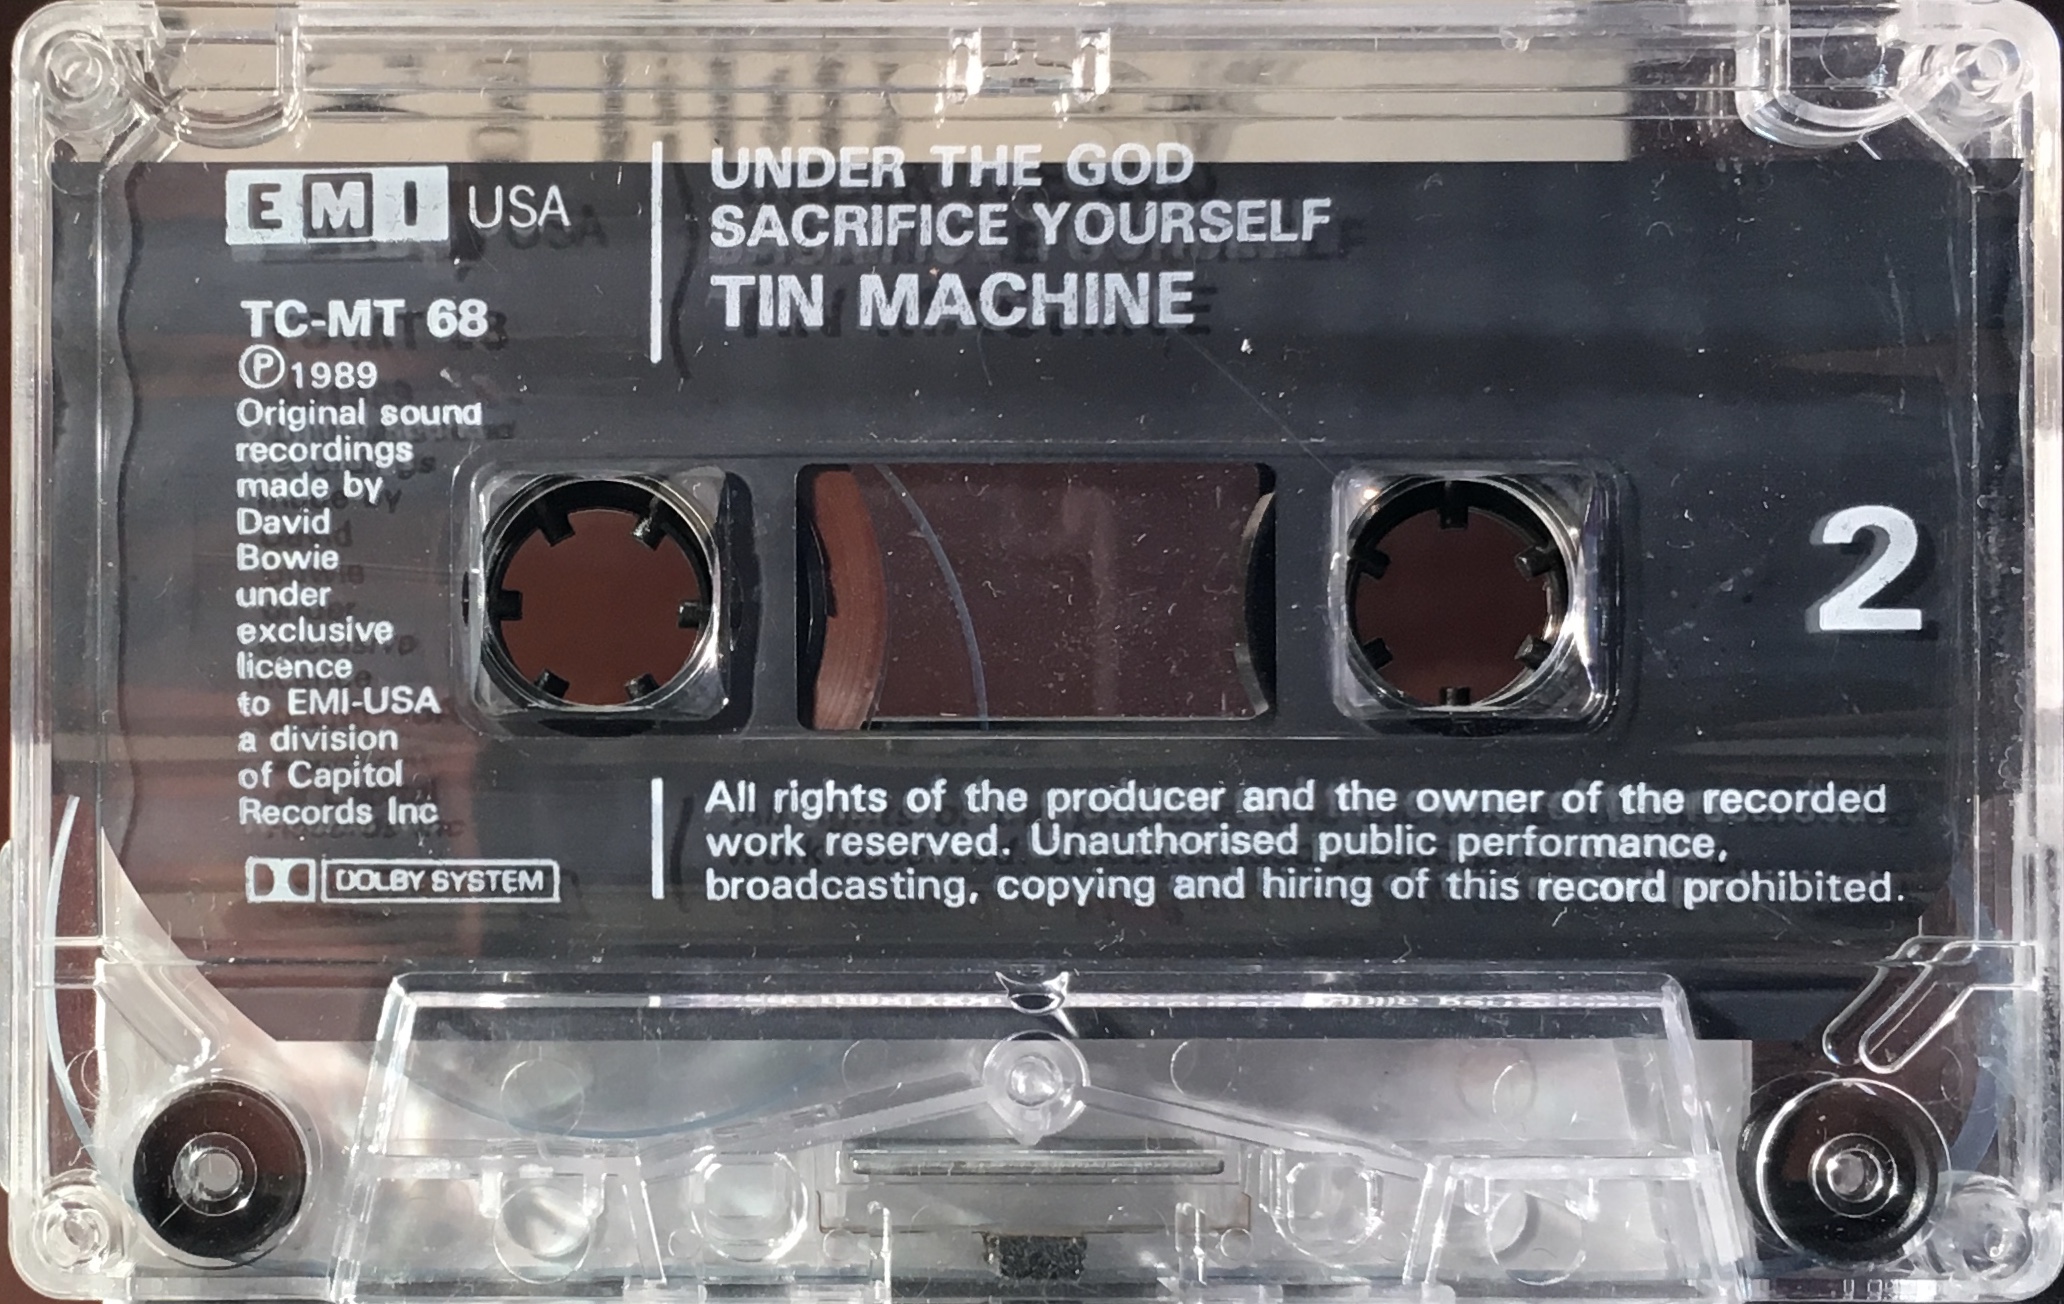 EMI USA
TC-MT 68
Ⓟ1989
Original sound
recordings
made by
David
Bowie
under
exclusive
licence
to EMI-USA
a division
of Capitol
Records Inc
DOLBY SYSTEM
UNDER THE GOD
SACRIFICE YOURSELF
TIN MACHINE
2
All rights of the producer and the owner of the recorded
work reserved. Unauthorised public performance,
broadcasting, copying and hiring of this record prohibited.